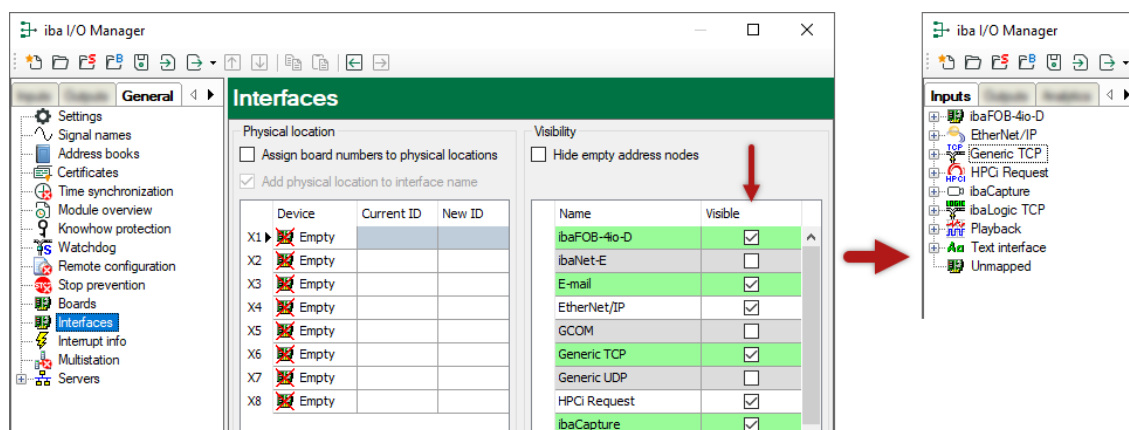 iba I/O Manager
General
Settings
Signal names
Address books
Certificates
Time synchronization
Module overview
Knowhow protection
Watchdog
Remote configuration
Stop prevention
Boards
Interfaces
Interrupt info
Multistation
Servers
Interfaces
Physical location
Assign board numbers to physical locations
Add physical location to interface name
Device Current ID New ID
X1 Empty
X2 Empty
X3 Empty
X4 Empty
X5 Empty
X6 Empty
X7 Empty
X8 Empty
Visibility
Hide empty address nodes
Name Visible
ibaFOB-4io-D
ibaNet-E
E-mail
EtherNet/IP
GCOM
Generic TCP
Generic UDP
HPCi Request
ibaCapture
iba I/O Manager
Inputs
ibaFOB-4io-D
EtherNet/IP
TCP Generic TCP
HPCi HPCi Request
ibaCapture
LOGIC ibaLogic TCP
Playback
Aa Text interface
Unmapped